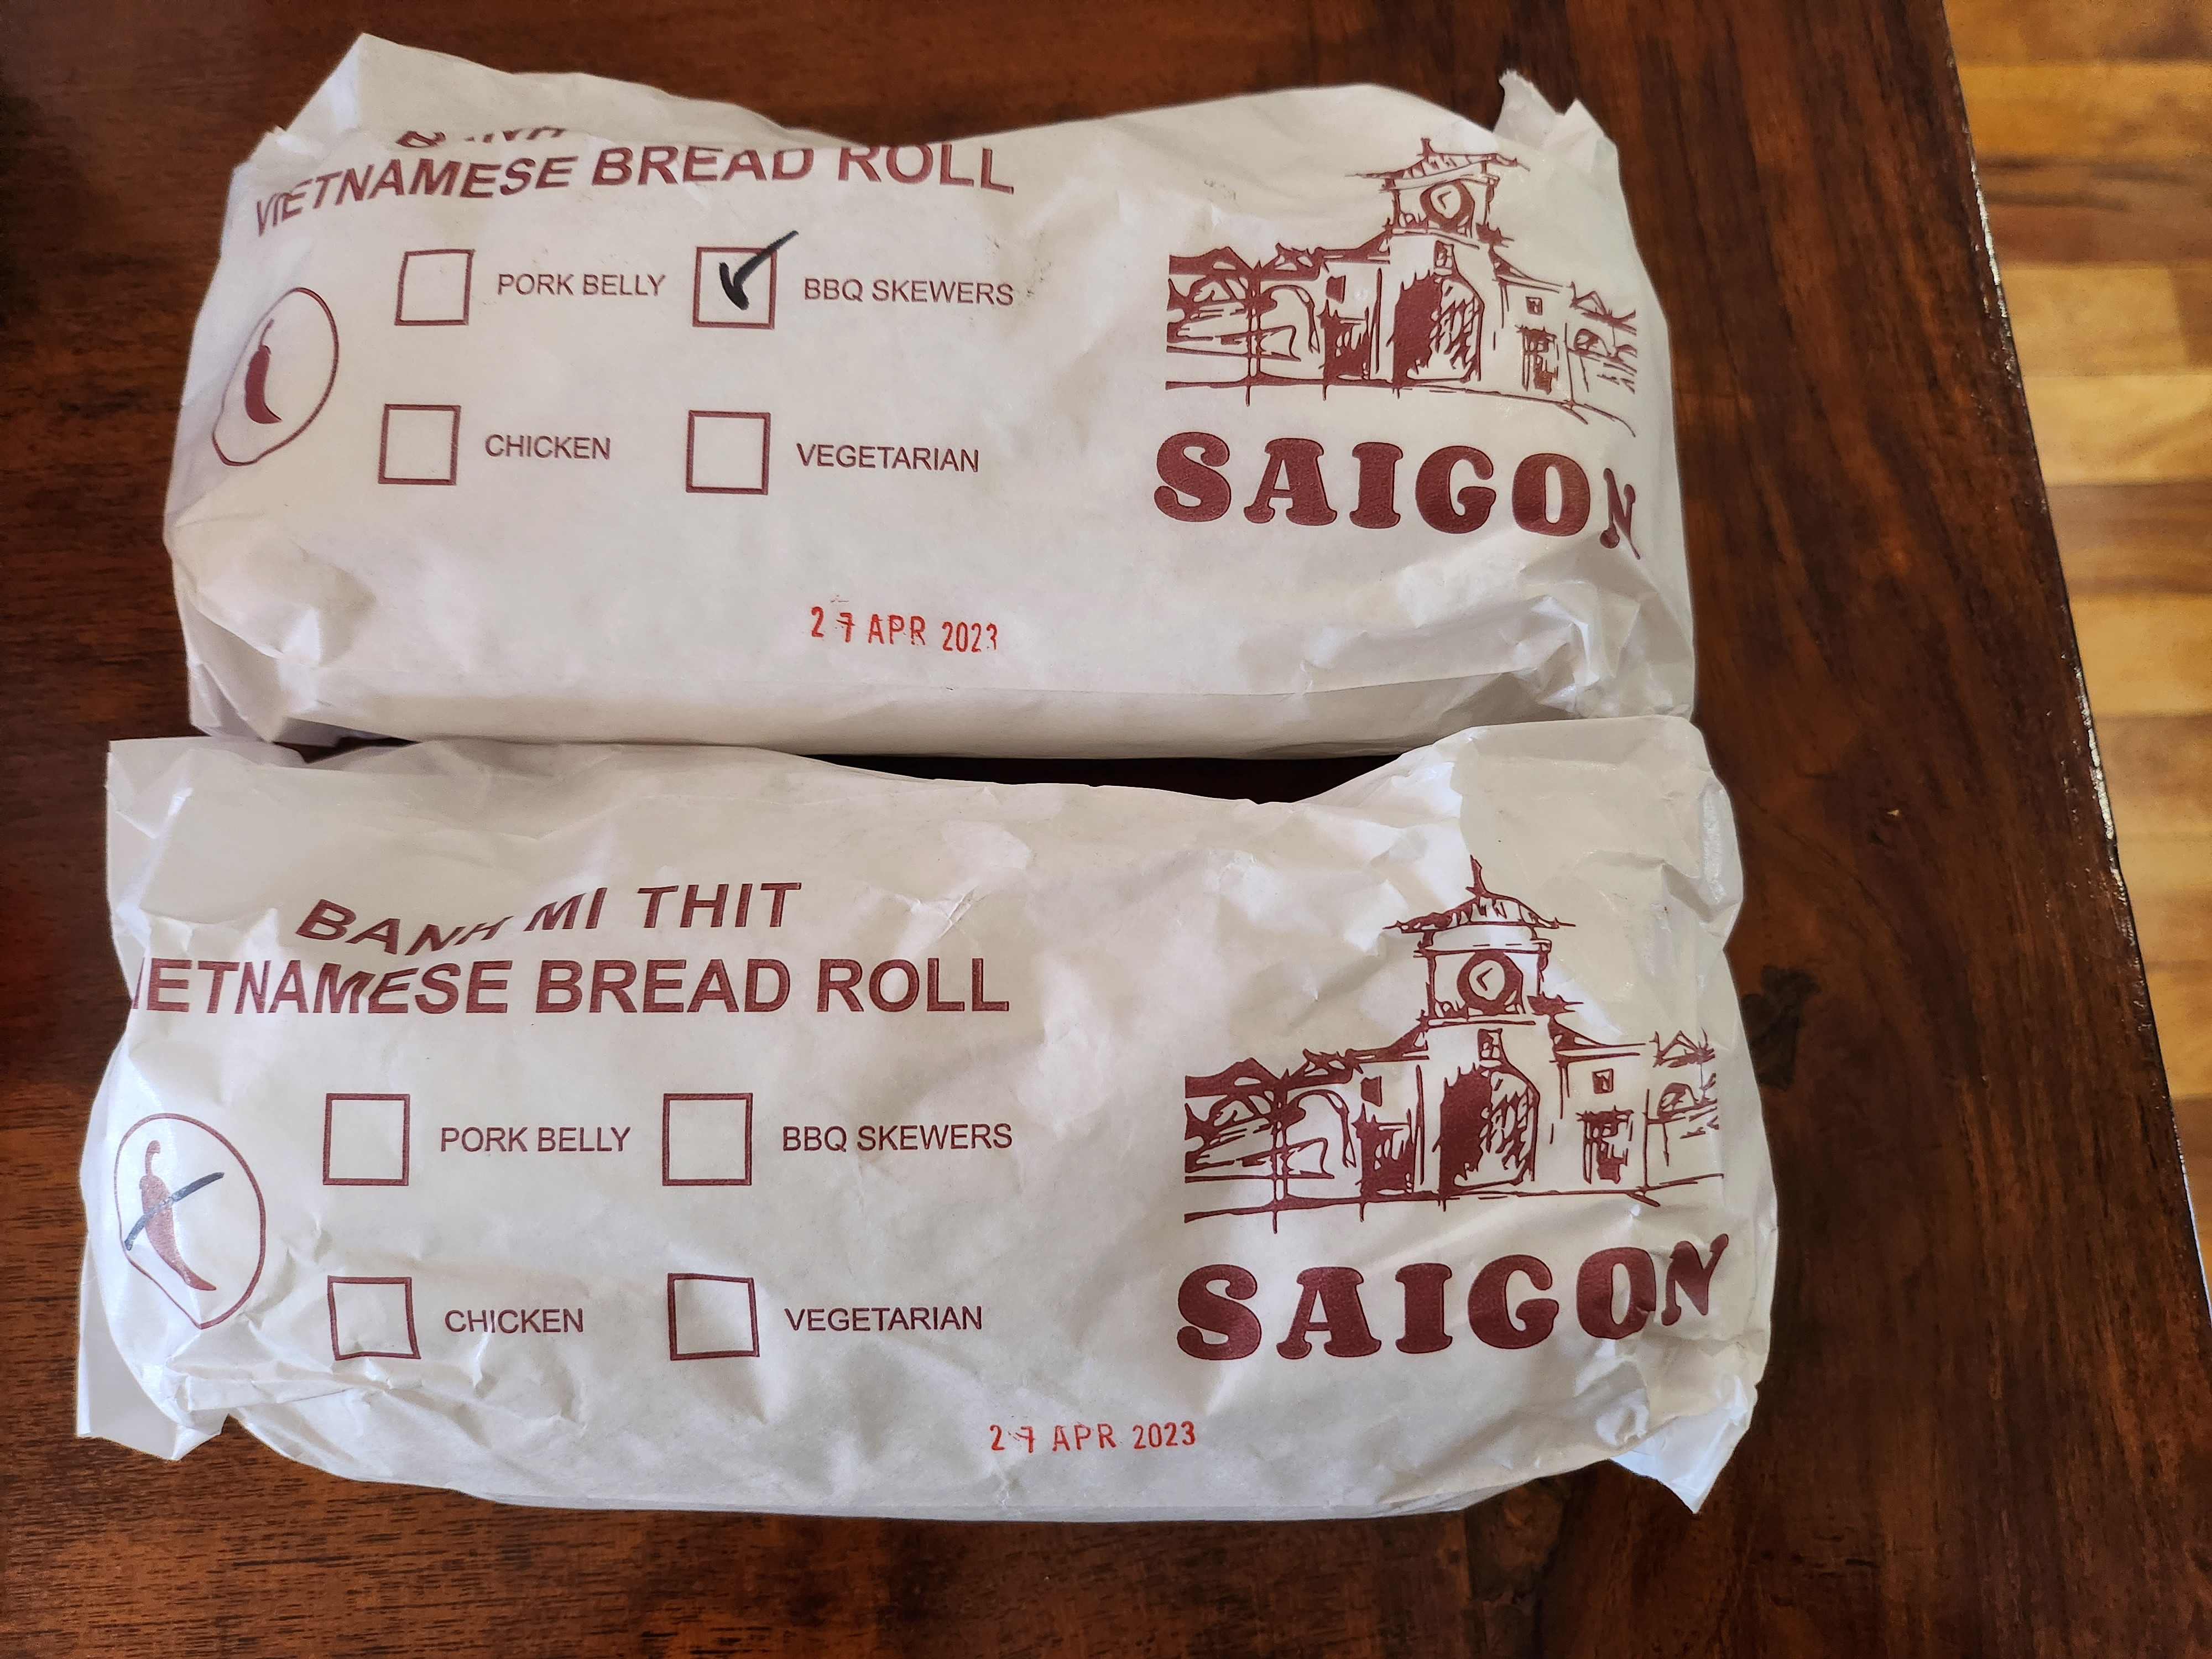 VIETNAMESE BREAD ROLL
PORK BELLY
BBQ SKEWERS
CHICKEN
VEGETARIAN
SAIGON
27 APR 2023
BANH MI THIT
IETNAMESE BREAD ROLL
PORK BELLY
BBQ SKEWERS
CHICKEN
VEGETARIAN
SAIGON
27 APR 2023